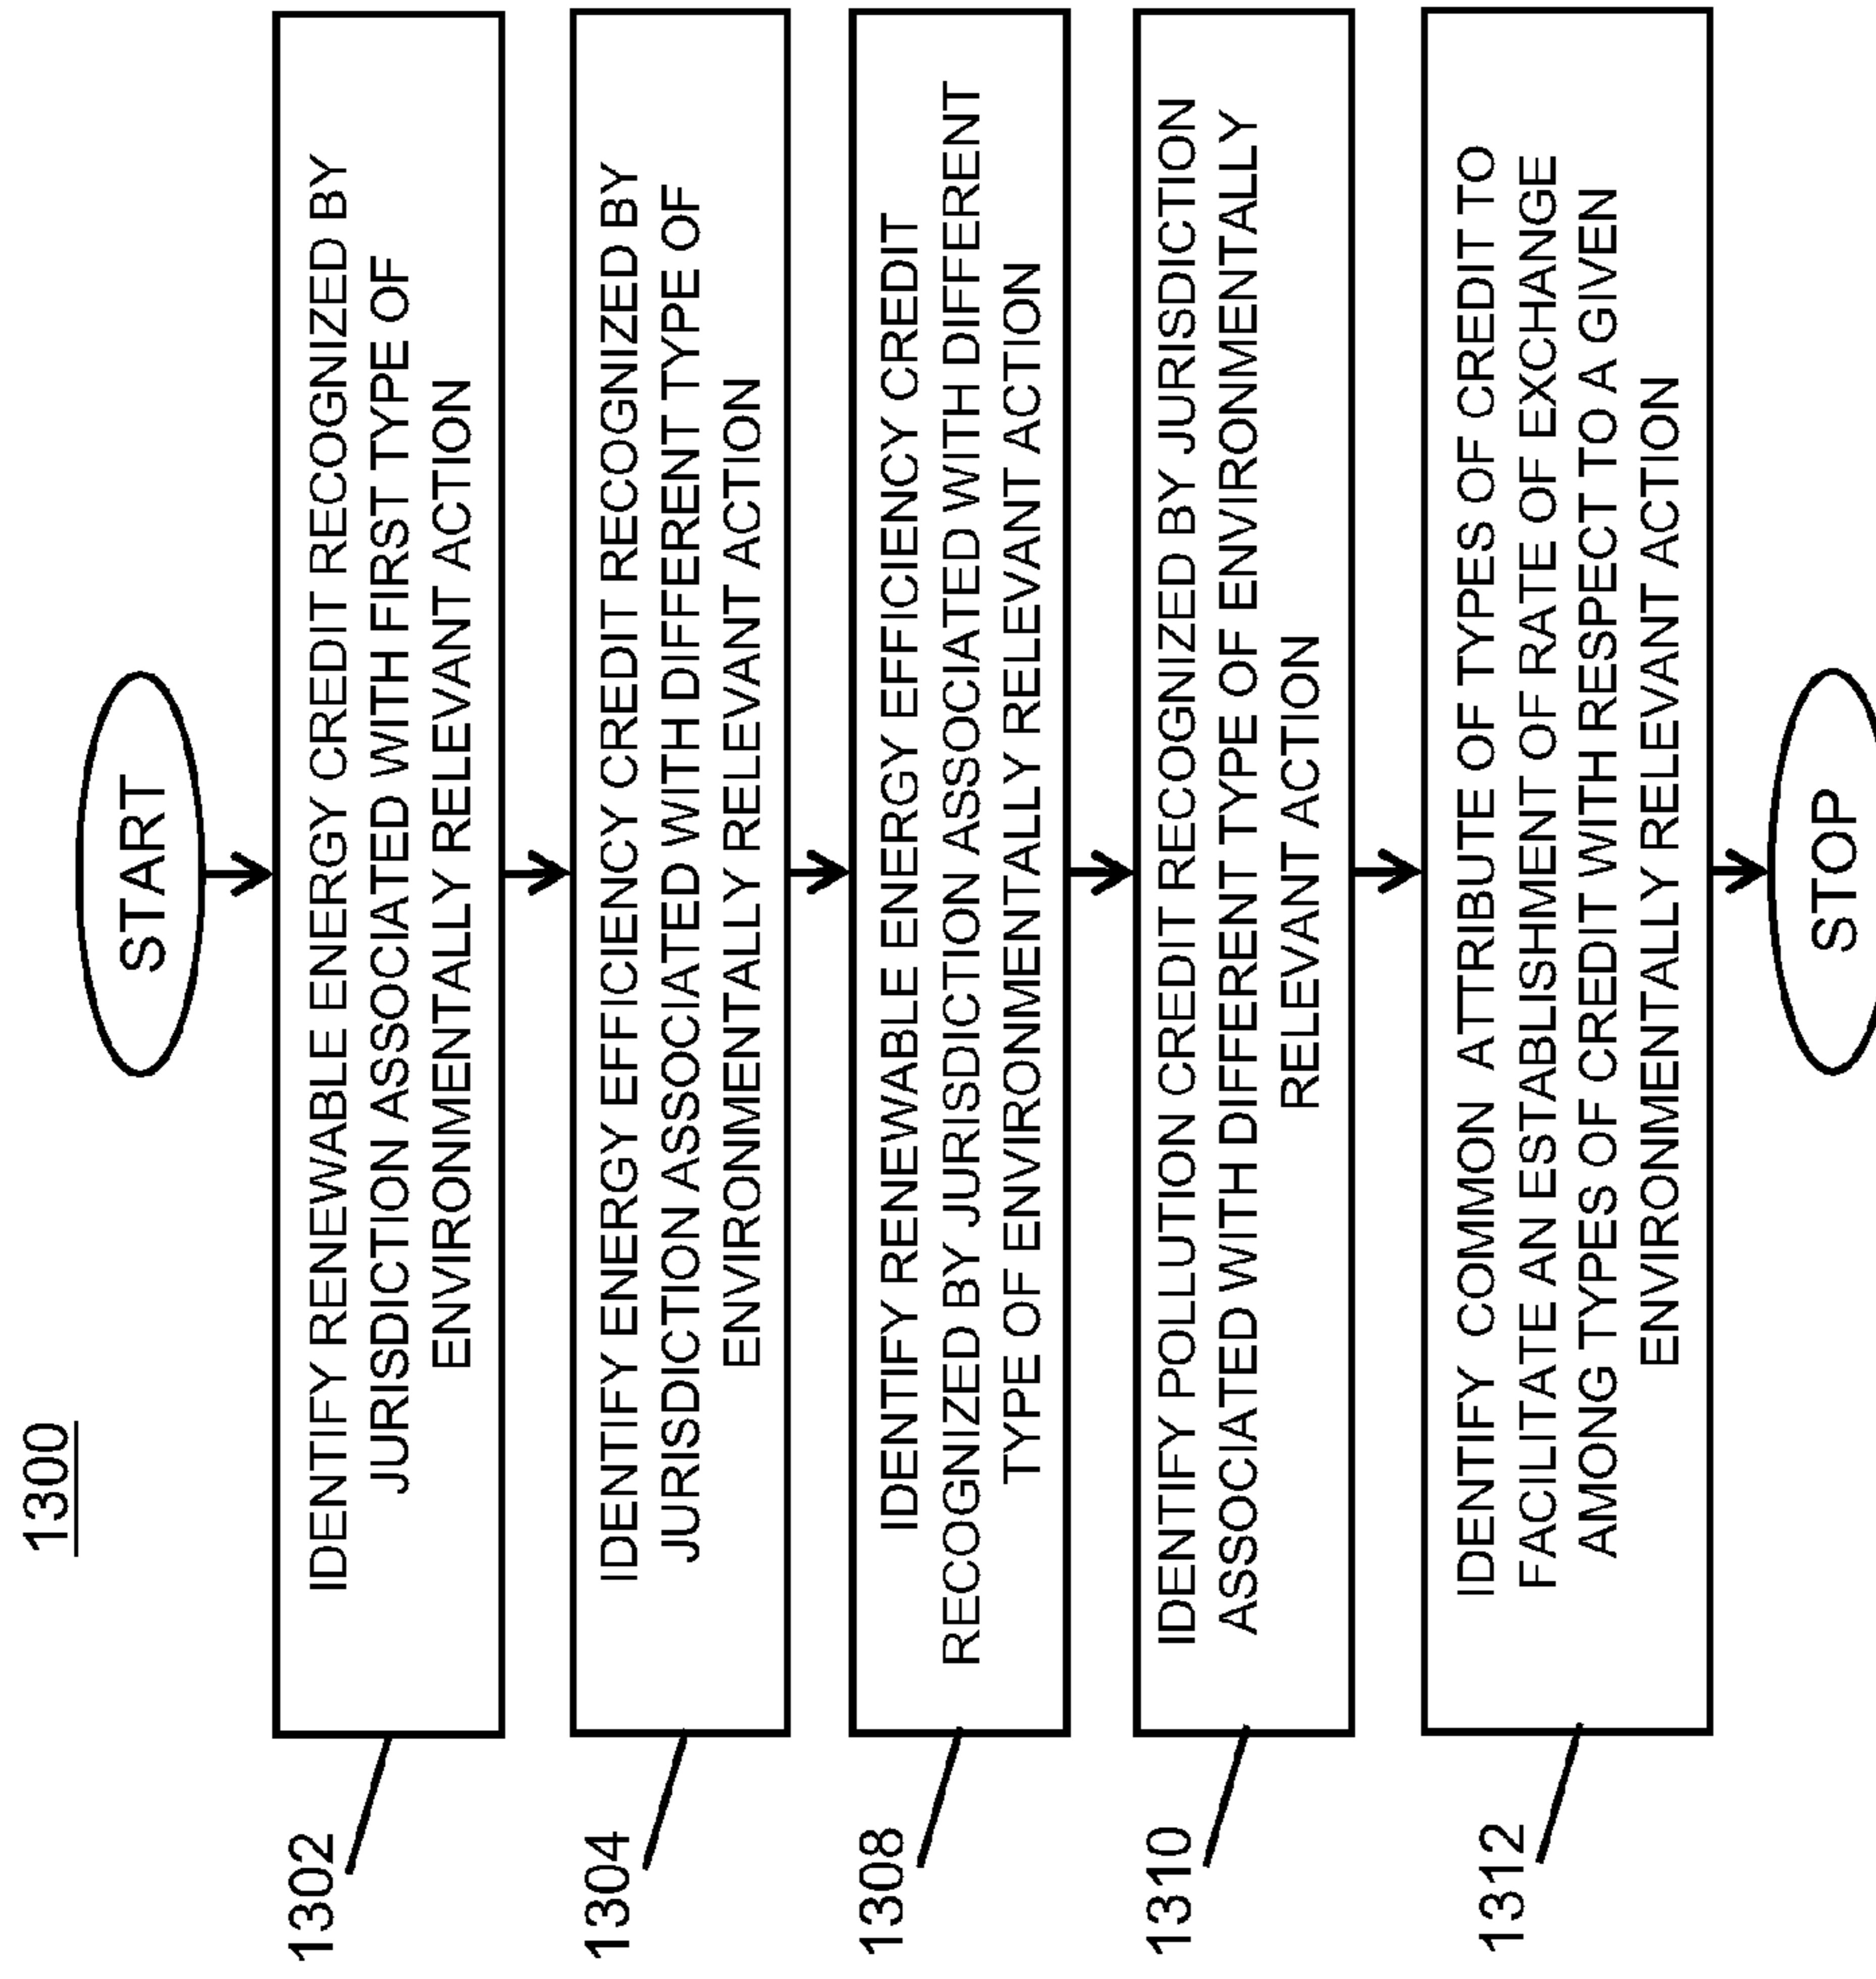 1300
START
IDENTIFY RENEWABLE ENERGY CREDIT RECOGNIZED BY
JURISDICTION ASSOCIATED WITH FIRST TYPE OF
ENVIRONMENTALLY RELEVANT ACTION
1302
IDENTIFY ENERGY EFFICIENCY CREDIT RECOGNIZED BY
JURISDICTION ASSOCIATED WITH DIFFERENT TYPE OF
ENVIRONMENTALLY RELEVANT ACTION
1304
IDENTIFY RENEWABLE ENERGY EFFICIENCY CREDIT
RECOGNIZED BY JURISDICTION ASSOCIATED WITH DIFFERENT
TYPE OF ENVIRONMENTALLY RELEVANT ACTION
1308
IDENTIFY POLLUTION CREDIT RECOGNIZED BY JURISDICTION
ASSOCIATED WITH DIFFERENT TYPE OF ENVIRONMENTALLY
RELEVANT ACTION
1310
IDENTIFY COMMON ATTRIBUTE OF TYPES OF CREDIT TO
FACILITATE AN ESTABLISHMENT OF RATE OF EXCHANGE
AMONG TYPES OF CREDIT WITH RESPECT TO A GIVEN
ENVIRONMENTALLY RELEVANT ACTION
1312
STOP